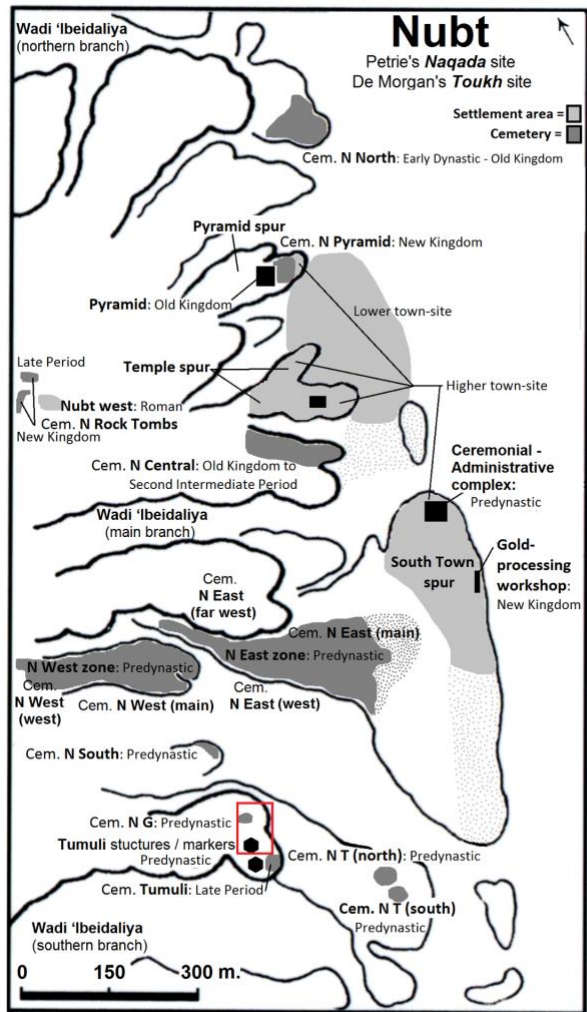 Wadi ‘Ibeidaliya
(northern branch)
Nubt
Petrie's Naqada site
De Morgan's Toukh site
Settlement area =
Cemetery =
Cem. N North: Early Dynastic - Old Kingdom
Pyramid spur
Cem. N Pyramid: New Kingdom
Pyramid: Old Kingdom
Lower town-site
Temple spur
Late Period
Higher town-site
Nubt west: Roman
Cem. N Rock Tombs
New Kingdom
Cem. N Central: Old Kingdom to
Second Intermediate Period
Ceremonial -
Administrative
complex:
Predynastic
Wadi ‘Ibeidaliya
(main branch)
South Town
spur
Gold-
processing
workshop:
New Kingdom
Cem.
N East
(far west)
Cem. N East (main)
N East zone: Predynastic
N West zone: Predynastic
Cem.
N West
(west)
Cem. N West (main)
Cem.
N East (west)
Cem. N South: Predynastic
Cem. N G: Predynastic
Tumuli stuctures / markers
Predynastic
Cem. N T (north): Predynastic
Cem. Tumuli: Late Period
Cem. N T (south)
Predynastic
Wadi ‘Ibeidaliya
(southern branch)
0 150 300 m.